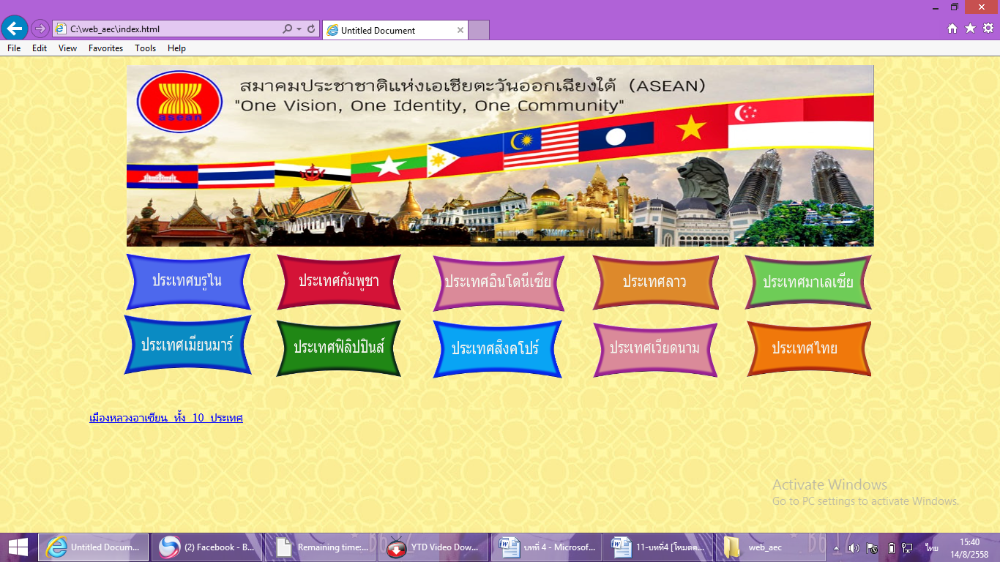 C:\web_aec\index.html
Untitled Document
File Edit View Favorites Tools Help
สมาคมประชาชาติแห่งเอเชียตะวันออกเฉียงใต้ (ASEAN)
"One Vision, One Identity, One Community"
asean
ประเทศบรูไน
ประเทศกัมพูชา
ประเทศอินโดนีเซีย
ประเทศลาว
ประเทศมาเลเซีย
ประเทศเมียนมาร์
ประเทศฟิลิปปินส์
ประเทศสิงคโปร์
ประเทศเวียดนาม
ประเทศไทย
เมืองหลวงอาเซียน ทั้ง 10 ประเทศ
Activate Windows
Go to PC settings to activate Windows.
Untitled Docum...
(2) Facebook - B...
Remaining time:...
YTD Video Dow...
บทที่ 4 - Microsof...
11-บทที่4 [โหมดค...
web_aec
ไทย
15:40
14/8/2558